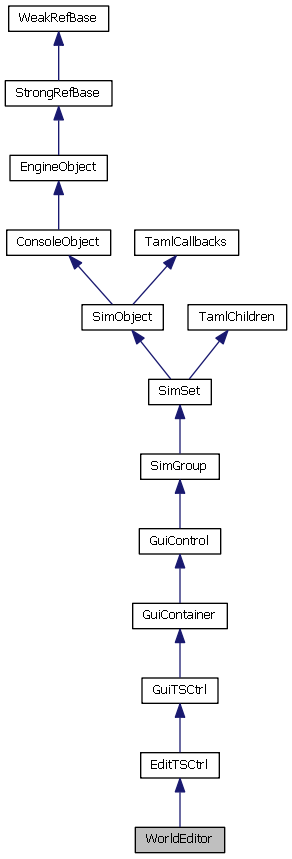 WeakRefBase
StrongRefBase
EngineObject
ConsoleObject
TamlCallbacks
SimObject
TamlChildren
SimSet
SimGroup
GuiControl
GuiContainer
GuiTSCtrl
EditTSCtrl
WorldEditor